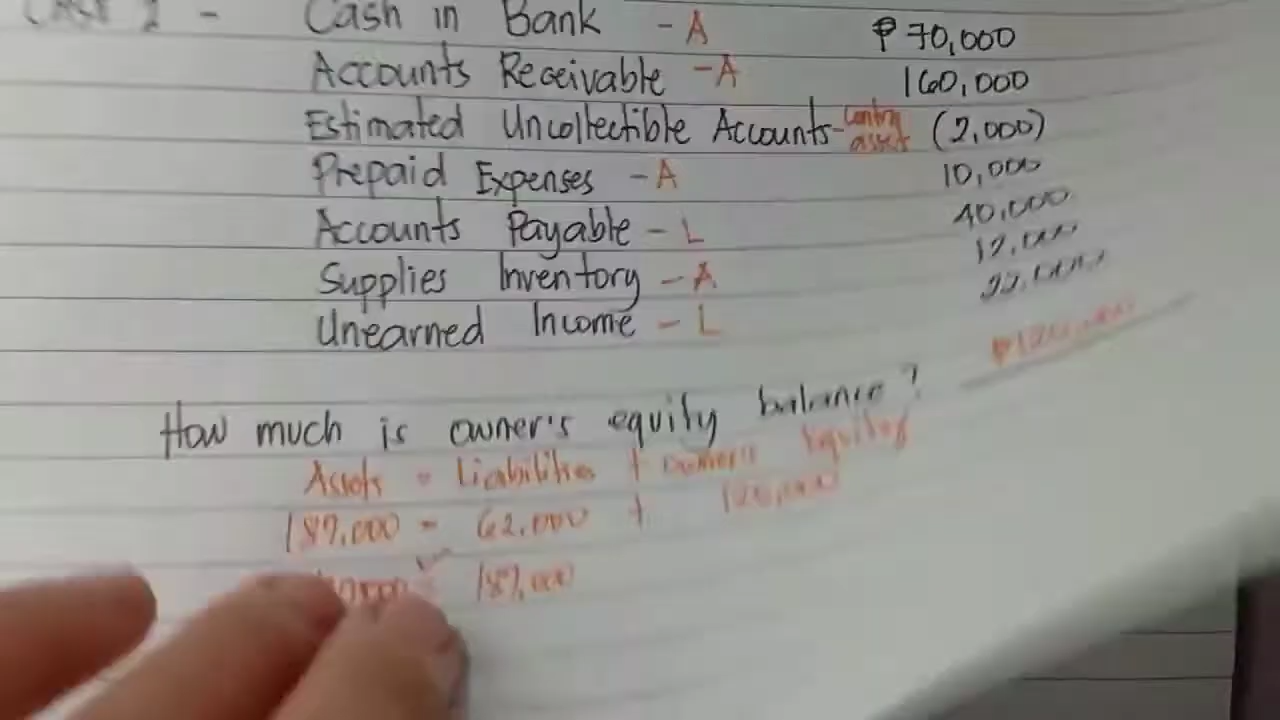 Cash in Bank - A ₱70,000
Accounts Receivable - A 160,000
Estimated Uncollectible Accounts - contra asset (2,000)
Prepaid Expenses - A 10,000
Accounts Payable - L 40,000
Supplies Inventory - A 12,000
Unearned Income - L 22,000
How much is owner's equity balance?
Assets = Liabilities + owner's Equity
= 62,000 +
=